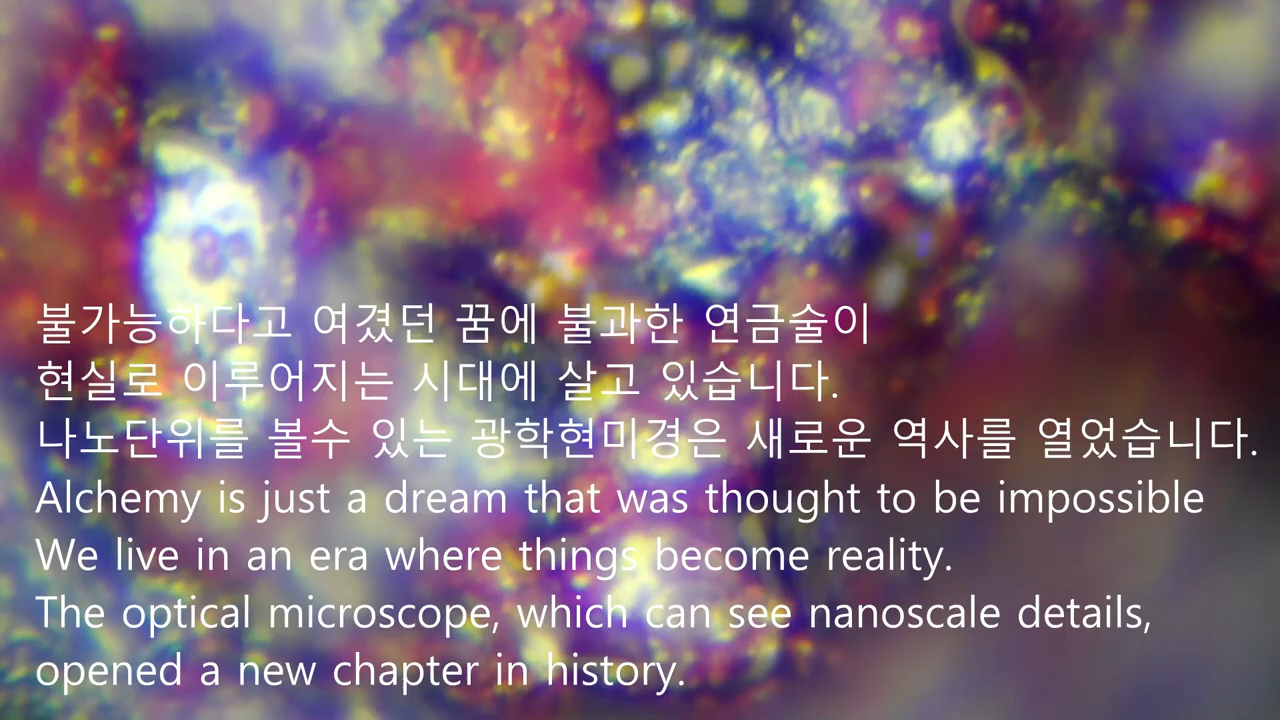 불가능하다고 여겼던 꿈에 불과한 연금술이
현실로 이루어지는 시대에 살고 있습니다.
나노단위를 볼수 있는 광학현미경은 새로운 역사를 열었습니다.
Alchemy is just a dream that was thought to be impossible
We live in an era where things become reality.
The optical microscope, which can see nanoscale details,
opened a new chapter in history.